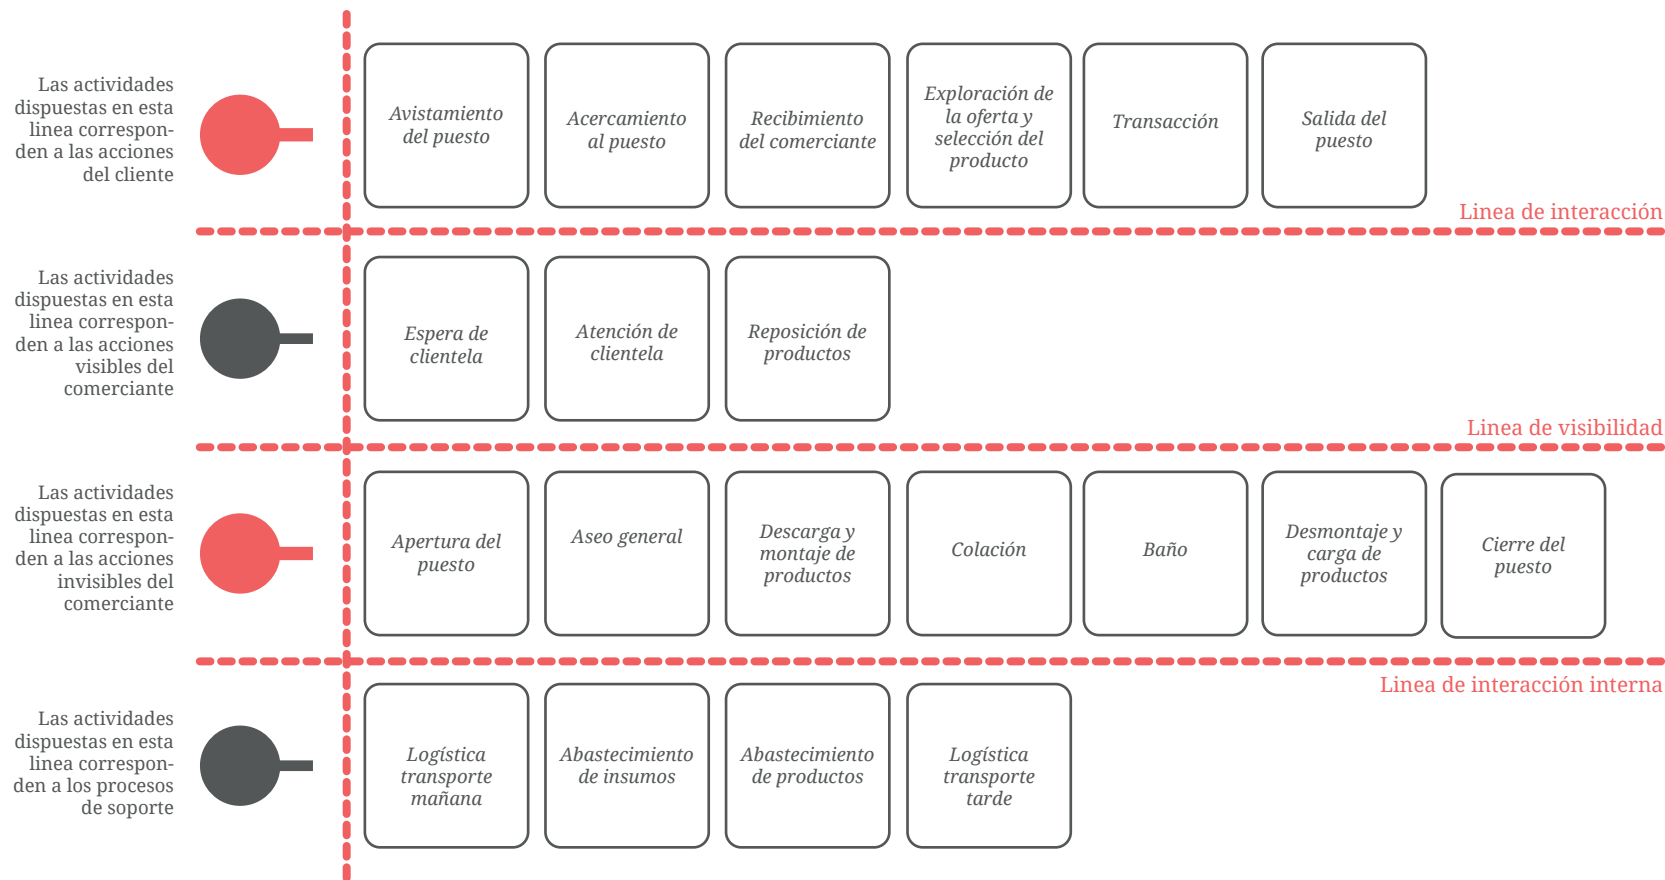 Las actividades
dispuestas en esta
linea correspon-
den a las acciones
del cliente
Avistamiento
del puesto
Acercamiento
al puesto
Recibimiento
del comerciante
Exploración de
la oferta y
selección del
producto
Transacción
Salida del
puesto
Linea de interacción
Las actividades
dispuestas en esta
linea correspon-
den a las acciones
visibles del
comerciante
Espera de
clientela
Atención de
clientela
Reposición de
productos
Linea de visibilidad
Las actividades
dispuestas en esta
linea correspon-
den a las acciones
invisibles del
comerciante
Apertura del
puesto
Aseo general
Descarga y
montaje de
productos
Colación
Baño
Desmontaje y
carga de
productos
Cierre del
puesto
Linea de interacción interna
Las actividades
dispuestas en esta
linea correspon-
den a los procesos
de soporte
Logística
transporte
mañana
Abastecimiento
de insumos
Abastecimiento
de productos
Logística
transporte
tarde